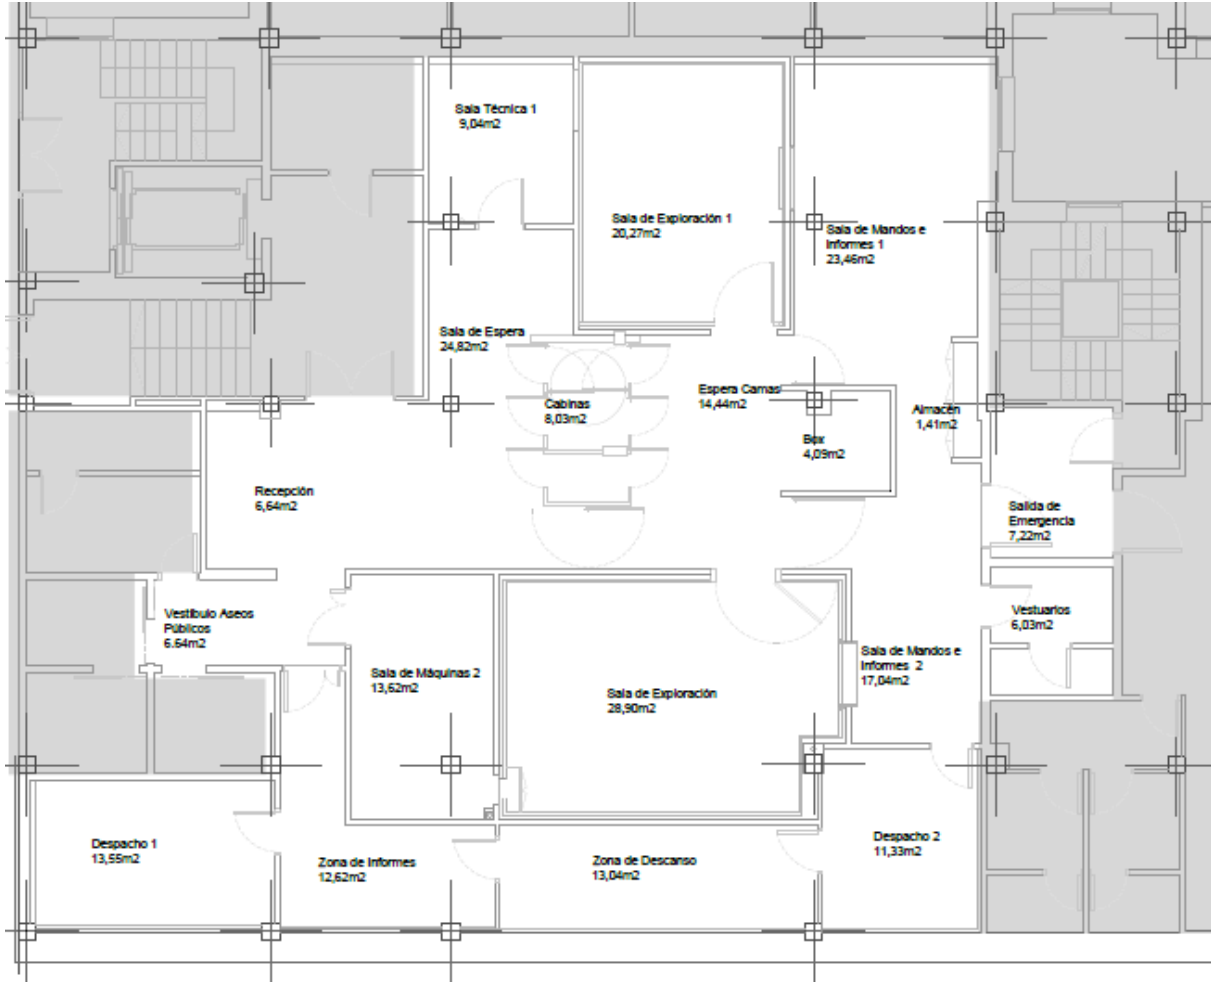 Sala Técnica 1
9,04m2
Sala de Exploración 1
20,27m2
Sala de Mandos e
Informes 1
23,46m2
Sala de Espera
24,82m2
Cabinas
8,03m2
Espera Camas
14,44m2
Almacén
1,41m2
Box
4,09m2
Recepción
6,64m2
Salida de
Emergencia
7,22m2
Vestíbulo Aseos
Públicos
6.64m2
Vestuarios
6,03m2
Sala de Máquinas 2
13,62m2
Sala de Exploración
28,90m2
Sala de Mandos e
Informes 2
17,04m2
Despacho 1
13,55m2
Zona de Informes
12,62m2
Zona de Descanso
13,04m2
Despacho 2
11,33m2